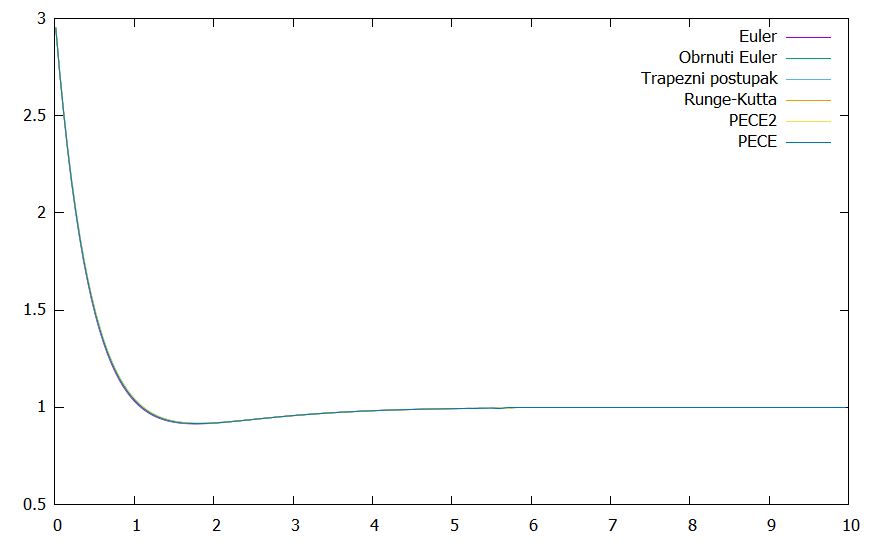 3
2.5
2
1.5
1
0.5
0 1 2 3 4 5 6 7 8 9 10
Euler
Obrnuti Euler
Trapezni postupak
Runge-Kutta
PECE2
PECE